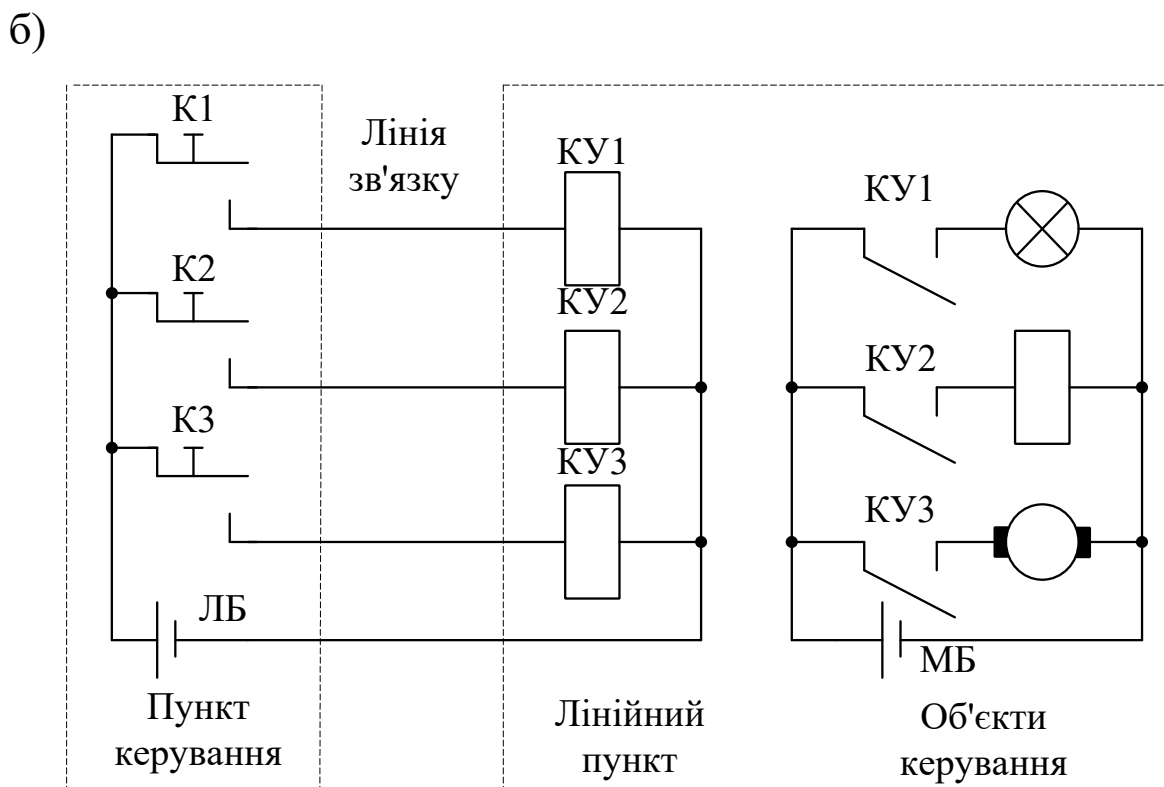 б)
К1
Лінія
зв'язку
КУ1
КУ1
К2
КУ2
КУ2
К3
КУ3
КУ3
ЛБ
МБ
Пункт
керування
Лінійний
пункт
Об'єкти
керування